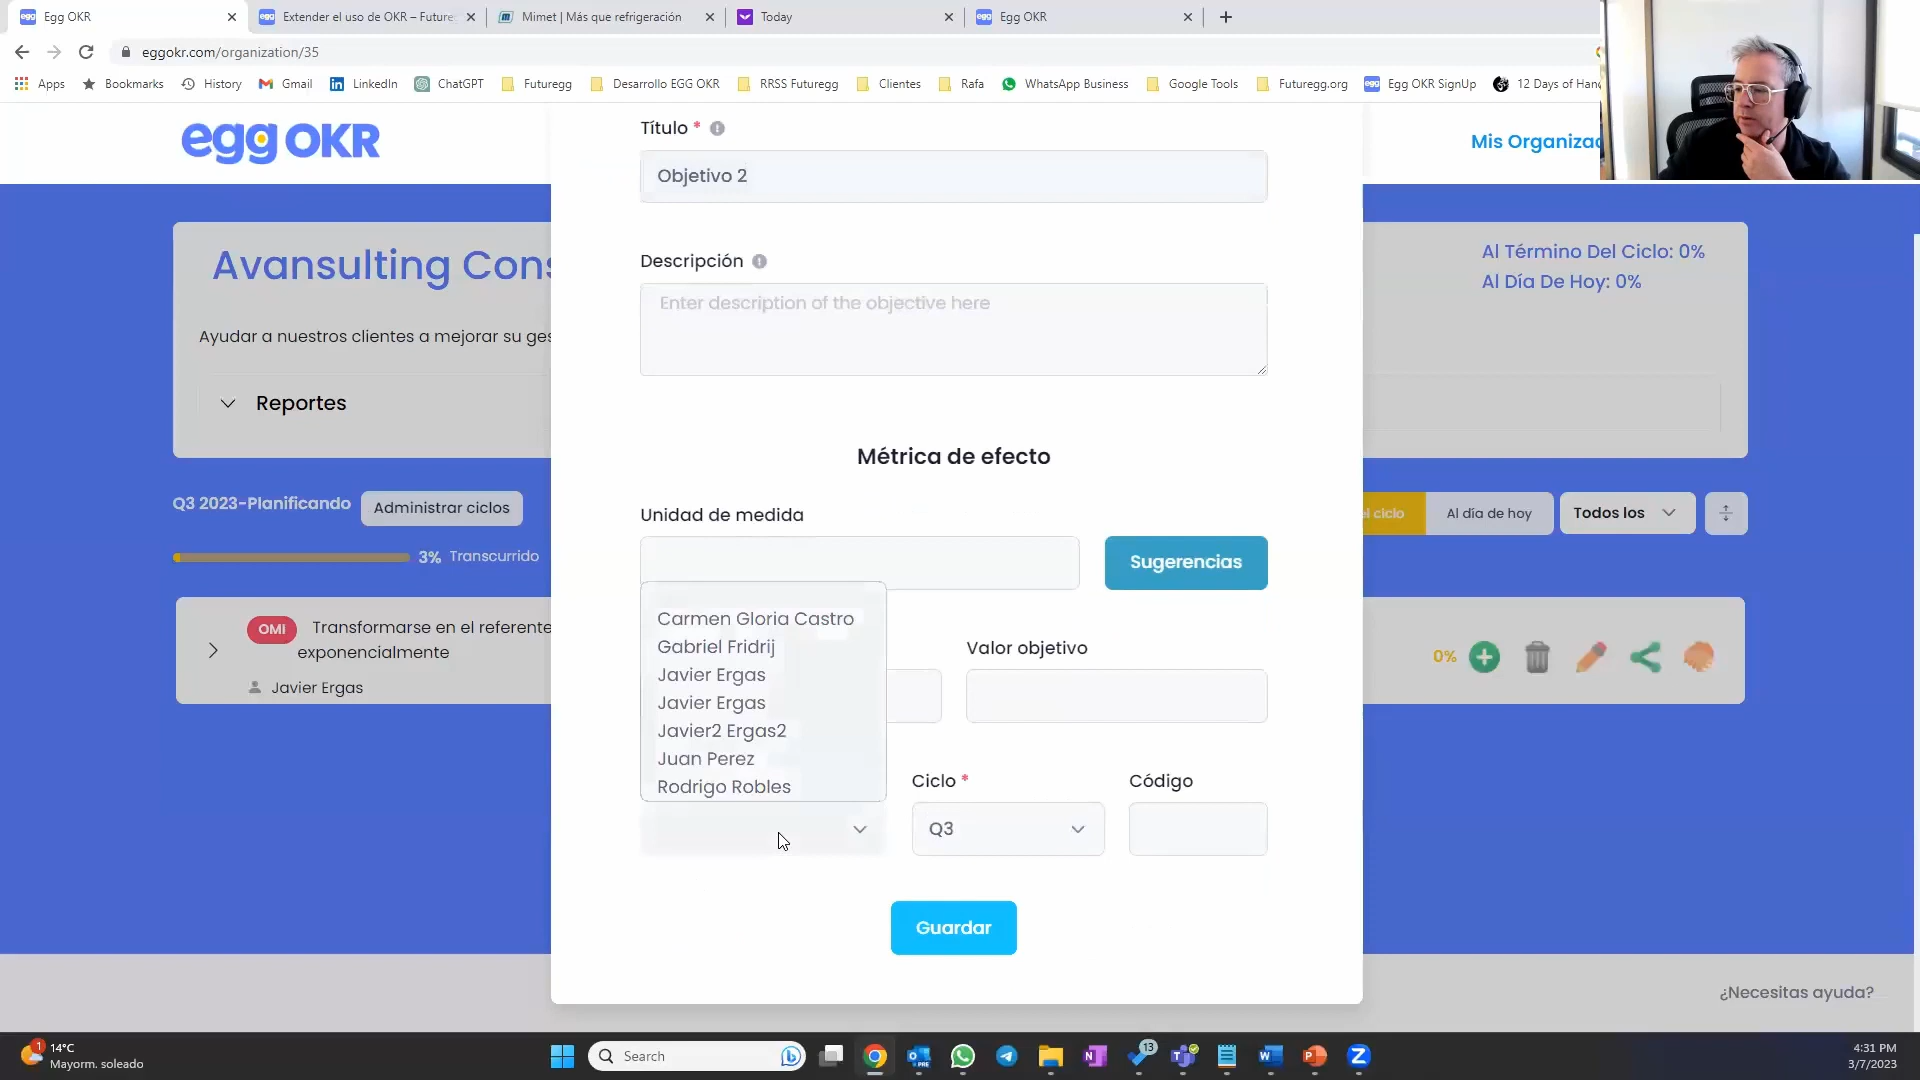 Egg OKR
Extender el uso de OKR – Future
Mimet | Más que refrigeración
Today
Egg OKR
eggokr.com/organization/35
Apps
Bookmarks
History
Gmail
LinkedIn
ChatGPT
Futuregg
Desarrollo EGG OKR
RRSS Futuregg
Clientes
Rafa
WhatsApp Business
Google Tools
Futuregg.org
Egg OKR SignUp
12 Days of Han
egg OKR
Mis Organizac
Título *
Objetivo 2
Descripción
Enter description of the objective here
Avansulting Cons
Al Término Del Ciclo: 0%
Al Día De Hoy: 0%
Ayudar a nuestros clientes a mejorar su ges
Reportes
Métrica de efecto
Q3 2023-Planificando
Administrar ciclos
3% Transcurrido
el ciclo
Al día de hoy
Todos los
Unidad de medida
Sugerencias
Carmen Gloria Castro
Gabriel Fridrij
Javier Ergas
Javier Ergas
Javier2 Ergas2
Juan Perez
Rodrigo Robles
Valor objetivo
OMI
Transformarse en el referente
exponencialmente
Javier Ergas
0%
Ciclo *
Q3
Código
Guardar
¿Necesitas ayuda?
1
14°C
Mayorm. soleado
Search
13
4:31 PM
3/7/2023